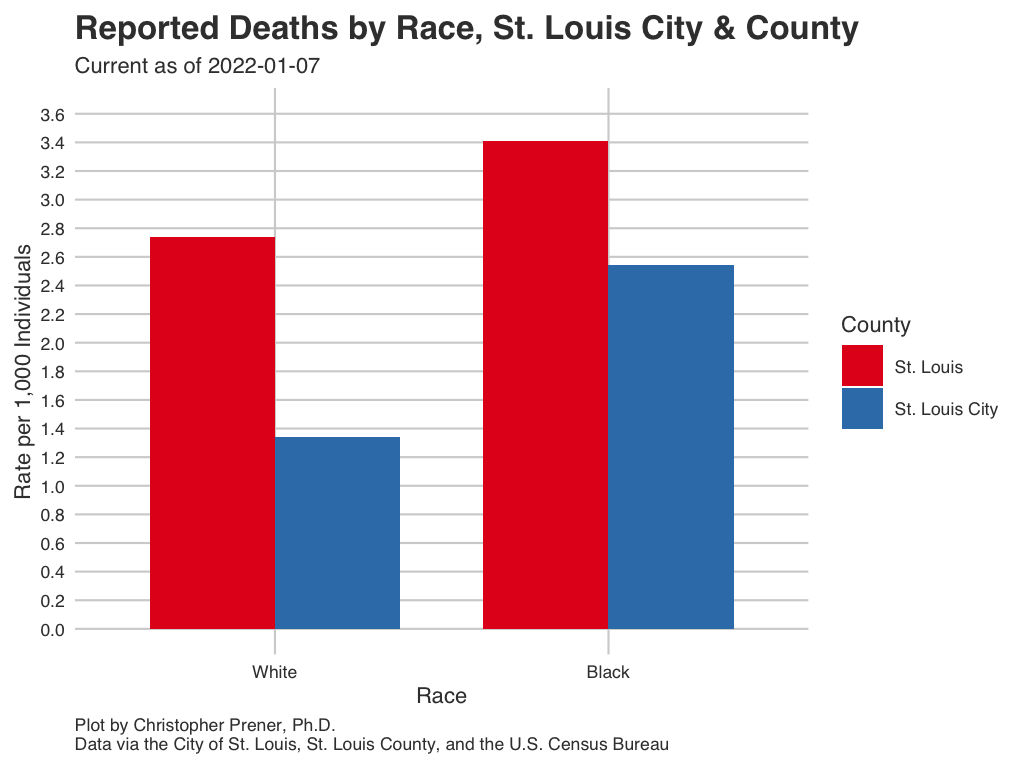 Reported Deaths by Race, St. Louis City & County
Current as of 2022-01-07
Rate per 1,000 Individuals
3.6
3.4
3.2
3.0
2.8
2.6
2.4
2.2
2.0
1.8
1.6
1.4
1.2
1.0
0.8
0.6
0.4
0.2
0.0
White
Black
Race
County
St. Louis
St. Louis City
Plot by Christopher Prener, Ph.D.
Data via the City of St. Louis, St. Louis County, and the U.S. Census Bureau